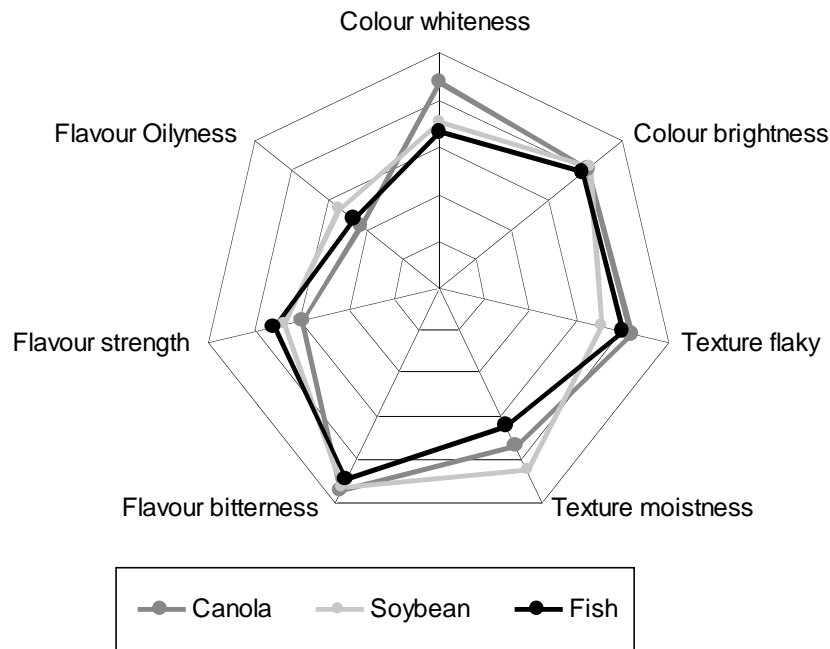 Colour whiteness
Flavour Oilyness
Colour brightness
Flavour strength
Texture flaky
Flavour bitterness
Texture moistness
Canola
Soybean
Fish